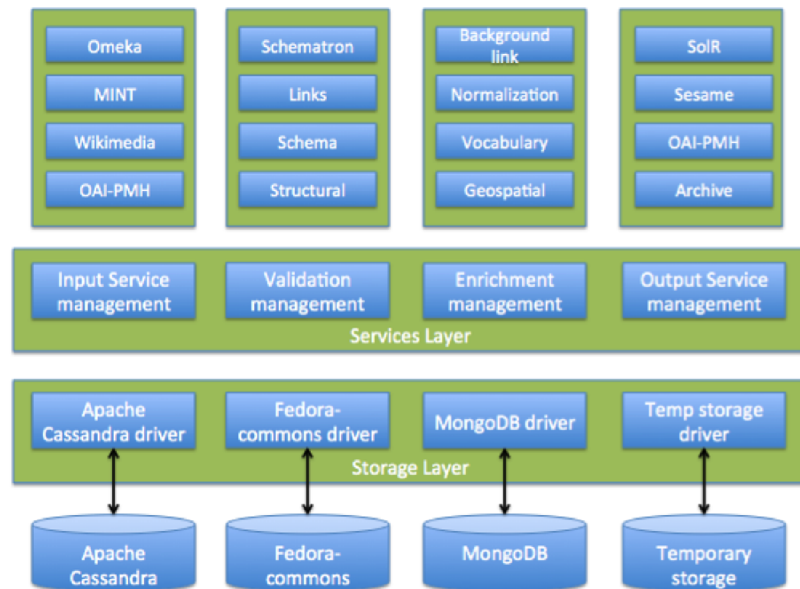 Omeka
MINT
Wikimedia
OAI-PMH
Schematron
Links
Schema
Structural
Background
link
Normalization
Vocabulary
Geospatial
SolR
Sesame
OAI-PMH
Archive
Input Service
management
Validation
management
Enrichment
management
Output Service
management
Services Layer
Apache
Cassandra driver
Fedora-
commons driver
MongoDB driver
Temp storage
driver
Storage Layer
Apache
Cassandra
Fedora-
commons
MongoDB
Temporary
storage